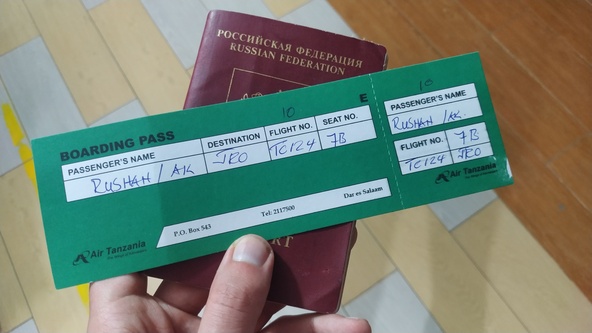 РОССИЙСКАЯ ФЕДЕРАЦИЯ
RUSSIAN FEDERATION
10
E
BOARDING PASS
PASSENGER'S NAME DESTINATION FLIGHT NO. SEAT NO.
RUSHAN / AK JRO TC124 7B
P.O. Box 543 Tel: 2117500 Dar es Salaam
Air Tanzania
10
PASSENGER'S NAME
RUSHAN / AK
FLIGHT NO. 7B
TC124 JRO
Air Tanzania